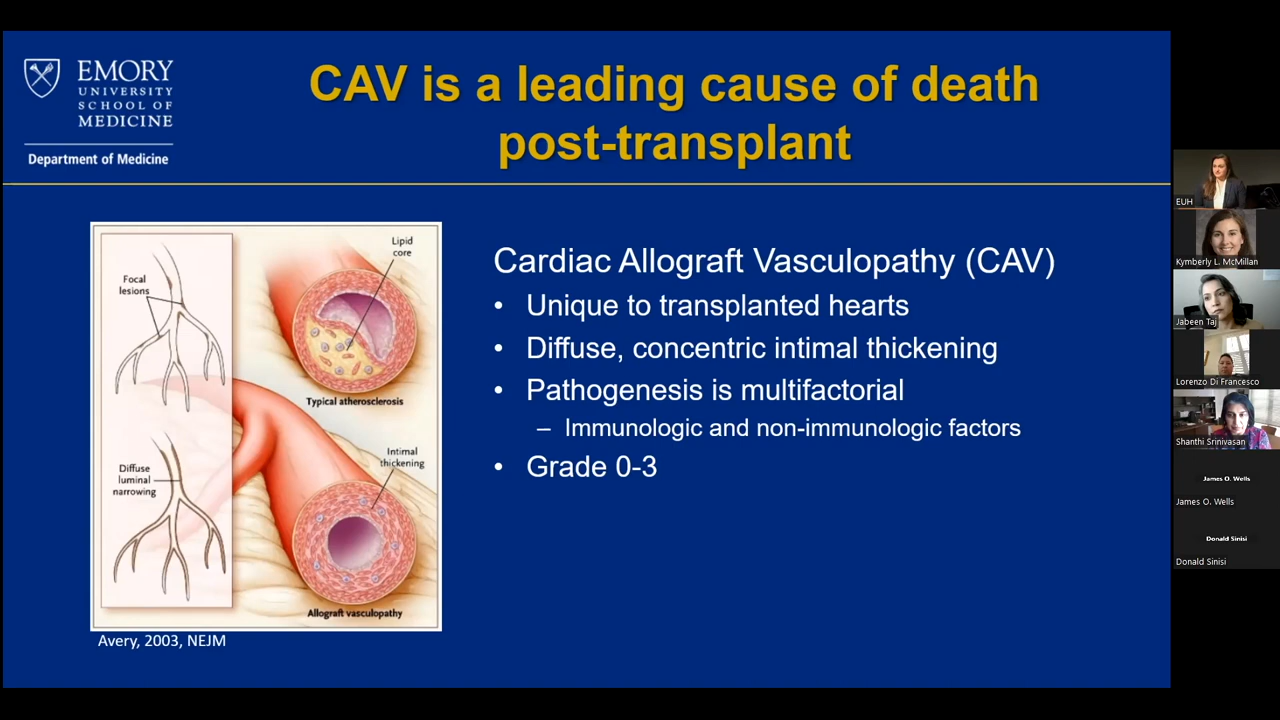 EMORY
UNIVERSITY
SCHOOL OF
MEDICINE
Department of Medicine
CAV is a leading cause of death
post-transplant
Lipid
core
Focal
lesions
Typical atherosclerosis
Intimal
thickening
Diffuse
luminal
narrowing
Allograft vasculopathy
Avery, 2003, NEJM
Cardiac Allograft Vasculopathy (CAV)
• Unique to transplanted hearts
• Diffuse, concentric intimal thickening
• Pathogenesis is multifactorial
– Immunologic and non-immunologic factors
• Grade 0-3
EUH
Kymberly L. McMillan
Jabeen Taj
Lorenzo Di Francesco
Shanthi Srinivasan
James O. Wells
James O. Wells
Donald Sinisi
Donald Sinisi